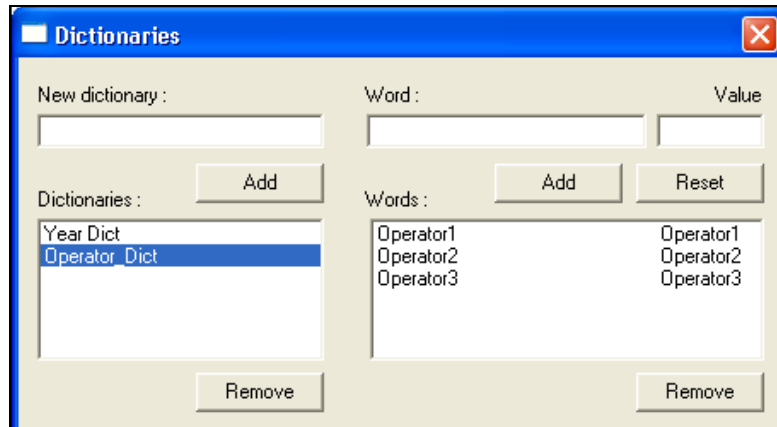 Dictionaries
New dictionary :
Word :
Value
Add
Add
Reset
Dictionaries :
Words :
Year Dict
Operator_Dict
Operator1 Operator1
Operator2 Operator2
Operator3 Operator3
Remove
Remove